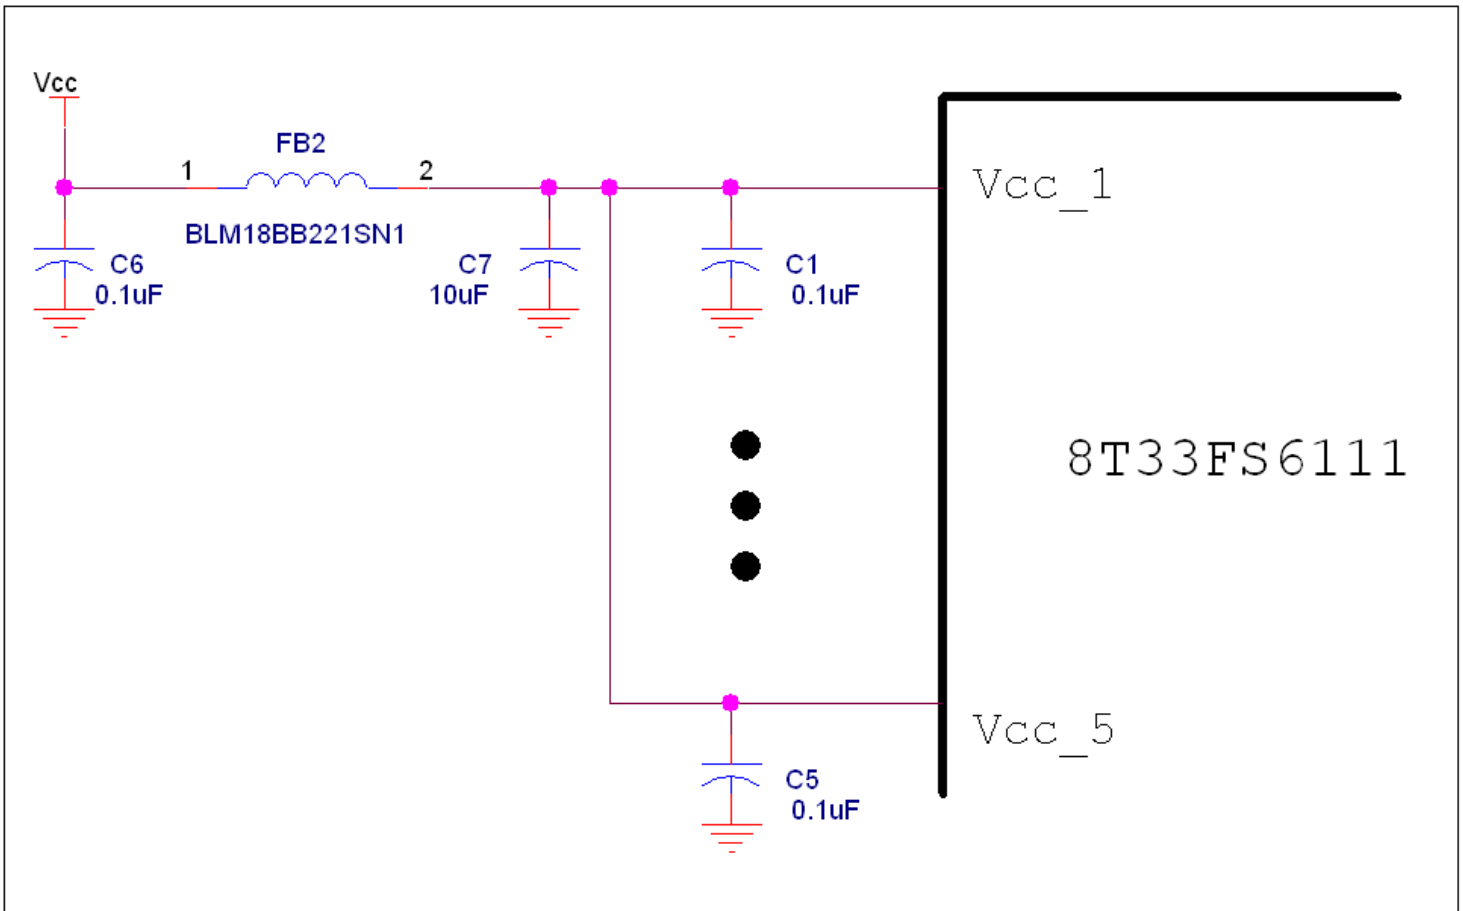 Vcc
FB2
1
2
Vcc_1
BLM18BB221SN1
C6
0.1uF
C7
10uF
C1
0.1uF
8T33FS6111
Vcc_5
C5
0.1uF